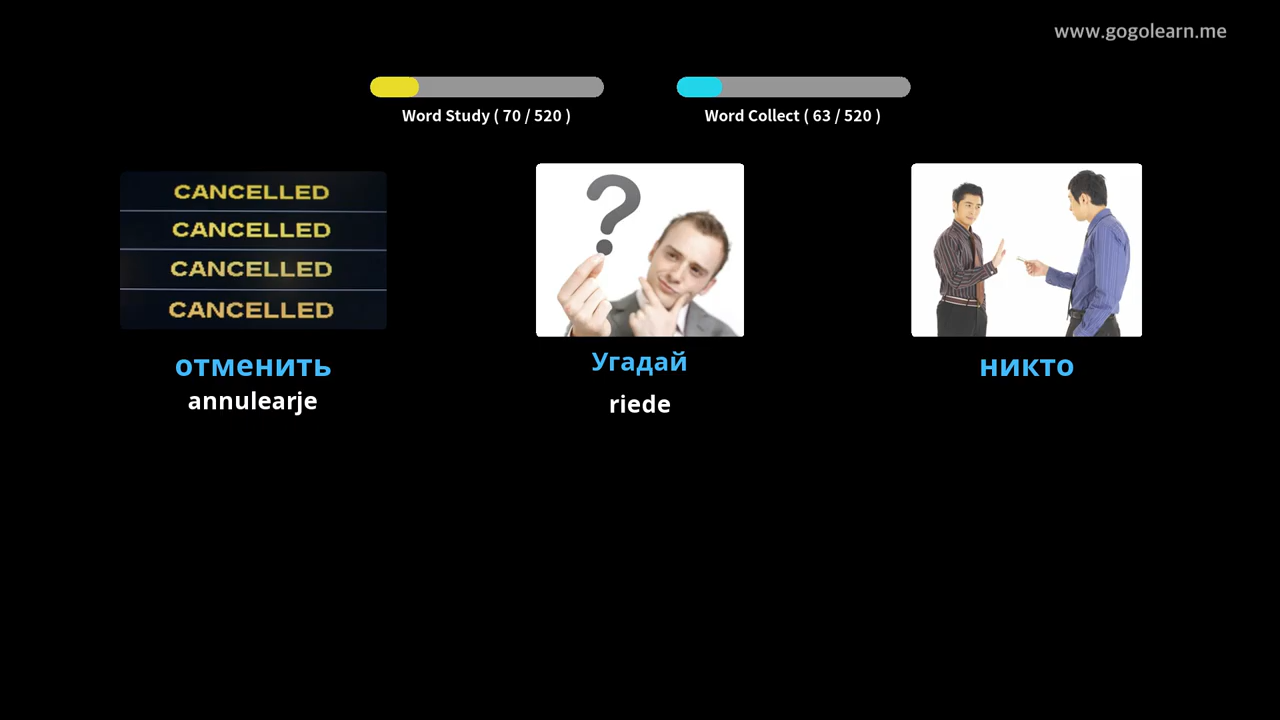 www.gogolearn.me
Word Study ( 70 / 520 )
Word Collect ( 63 / 520 )
CANCELLED
CANCELLED
CANCELLED
CANCELLED
?
отменить
annulearje
Угадай
riede
никто